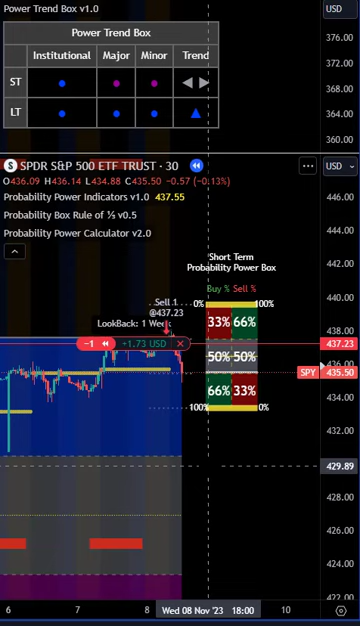 Power Trend Box v1.0
USD
Power Trend Box
Institutional Major Minor Trend
ST
LT
376.00
372.00
368.00
364.00
360.00
S SPDR S&P 500 ETF TRUST · 30
USD
O436.09 H436.14 L434.88 C435.50 −0.57 (−0.13%)
Probability Power Indicators v1.0 437.55
Probability Box Rule of ⅓ v0.5
Probability Power Calculator v2.0
446.00
444.00
442.00
440.00
438.00
437.23
436.00
SPY 435.50
434.00
432.00
429.89
428.00
426.00
424.00
422.00
Short Term
Probability Power Box
Buy % Sell %
0% 100%
33% 66%
50% 50%
66% 33%
100% 0%
Sell 1
@437.23
LookBack: 1 Week
−1 +1.73 USD ×
6 7 8 Wed 08 Nov '23 18:00 10